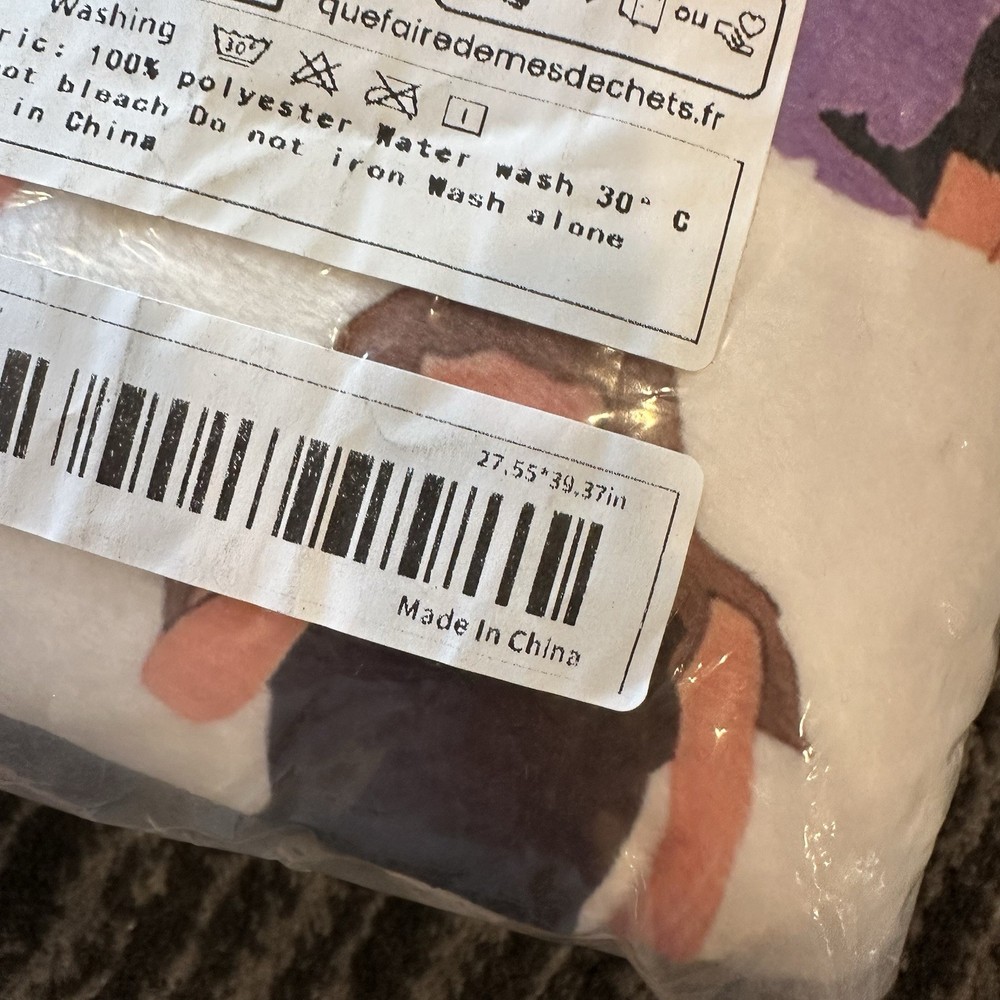 ou
quefairedemesdechets.fr
Washing 30°
ric: 100% polyester Water wash 30° C
ot bleach Do not iron Wash alone
in China
27.55*39.37in
Made In China